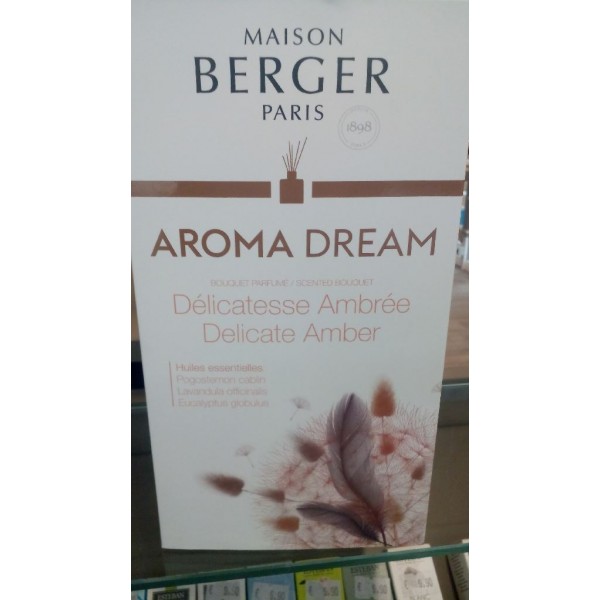 MAISON
BERGER
PARIS
1898
AROMA DREAM
BOUQUET PARFUMÉ / SCENTED BOUQUET
Délicatesse Ambrée
Delicate Amber
Huiles essentielles
Pogostemon cablin
Lavandula officinalis
Eucalyptus globulus